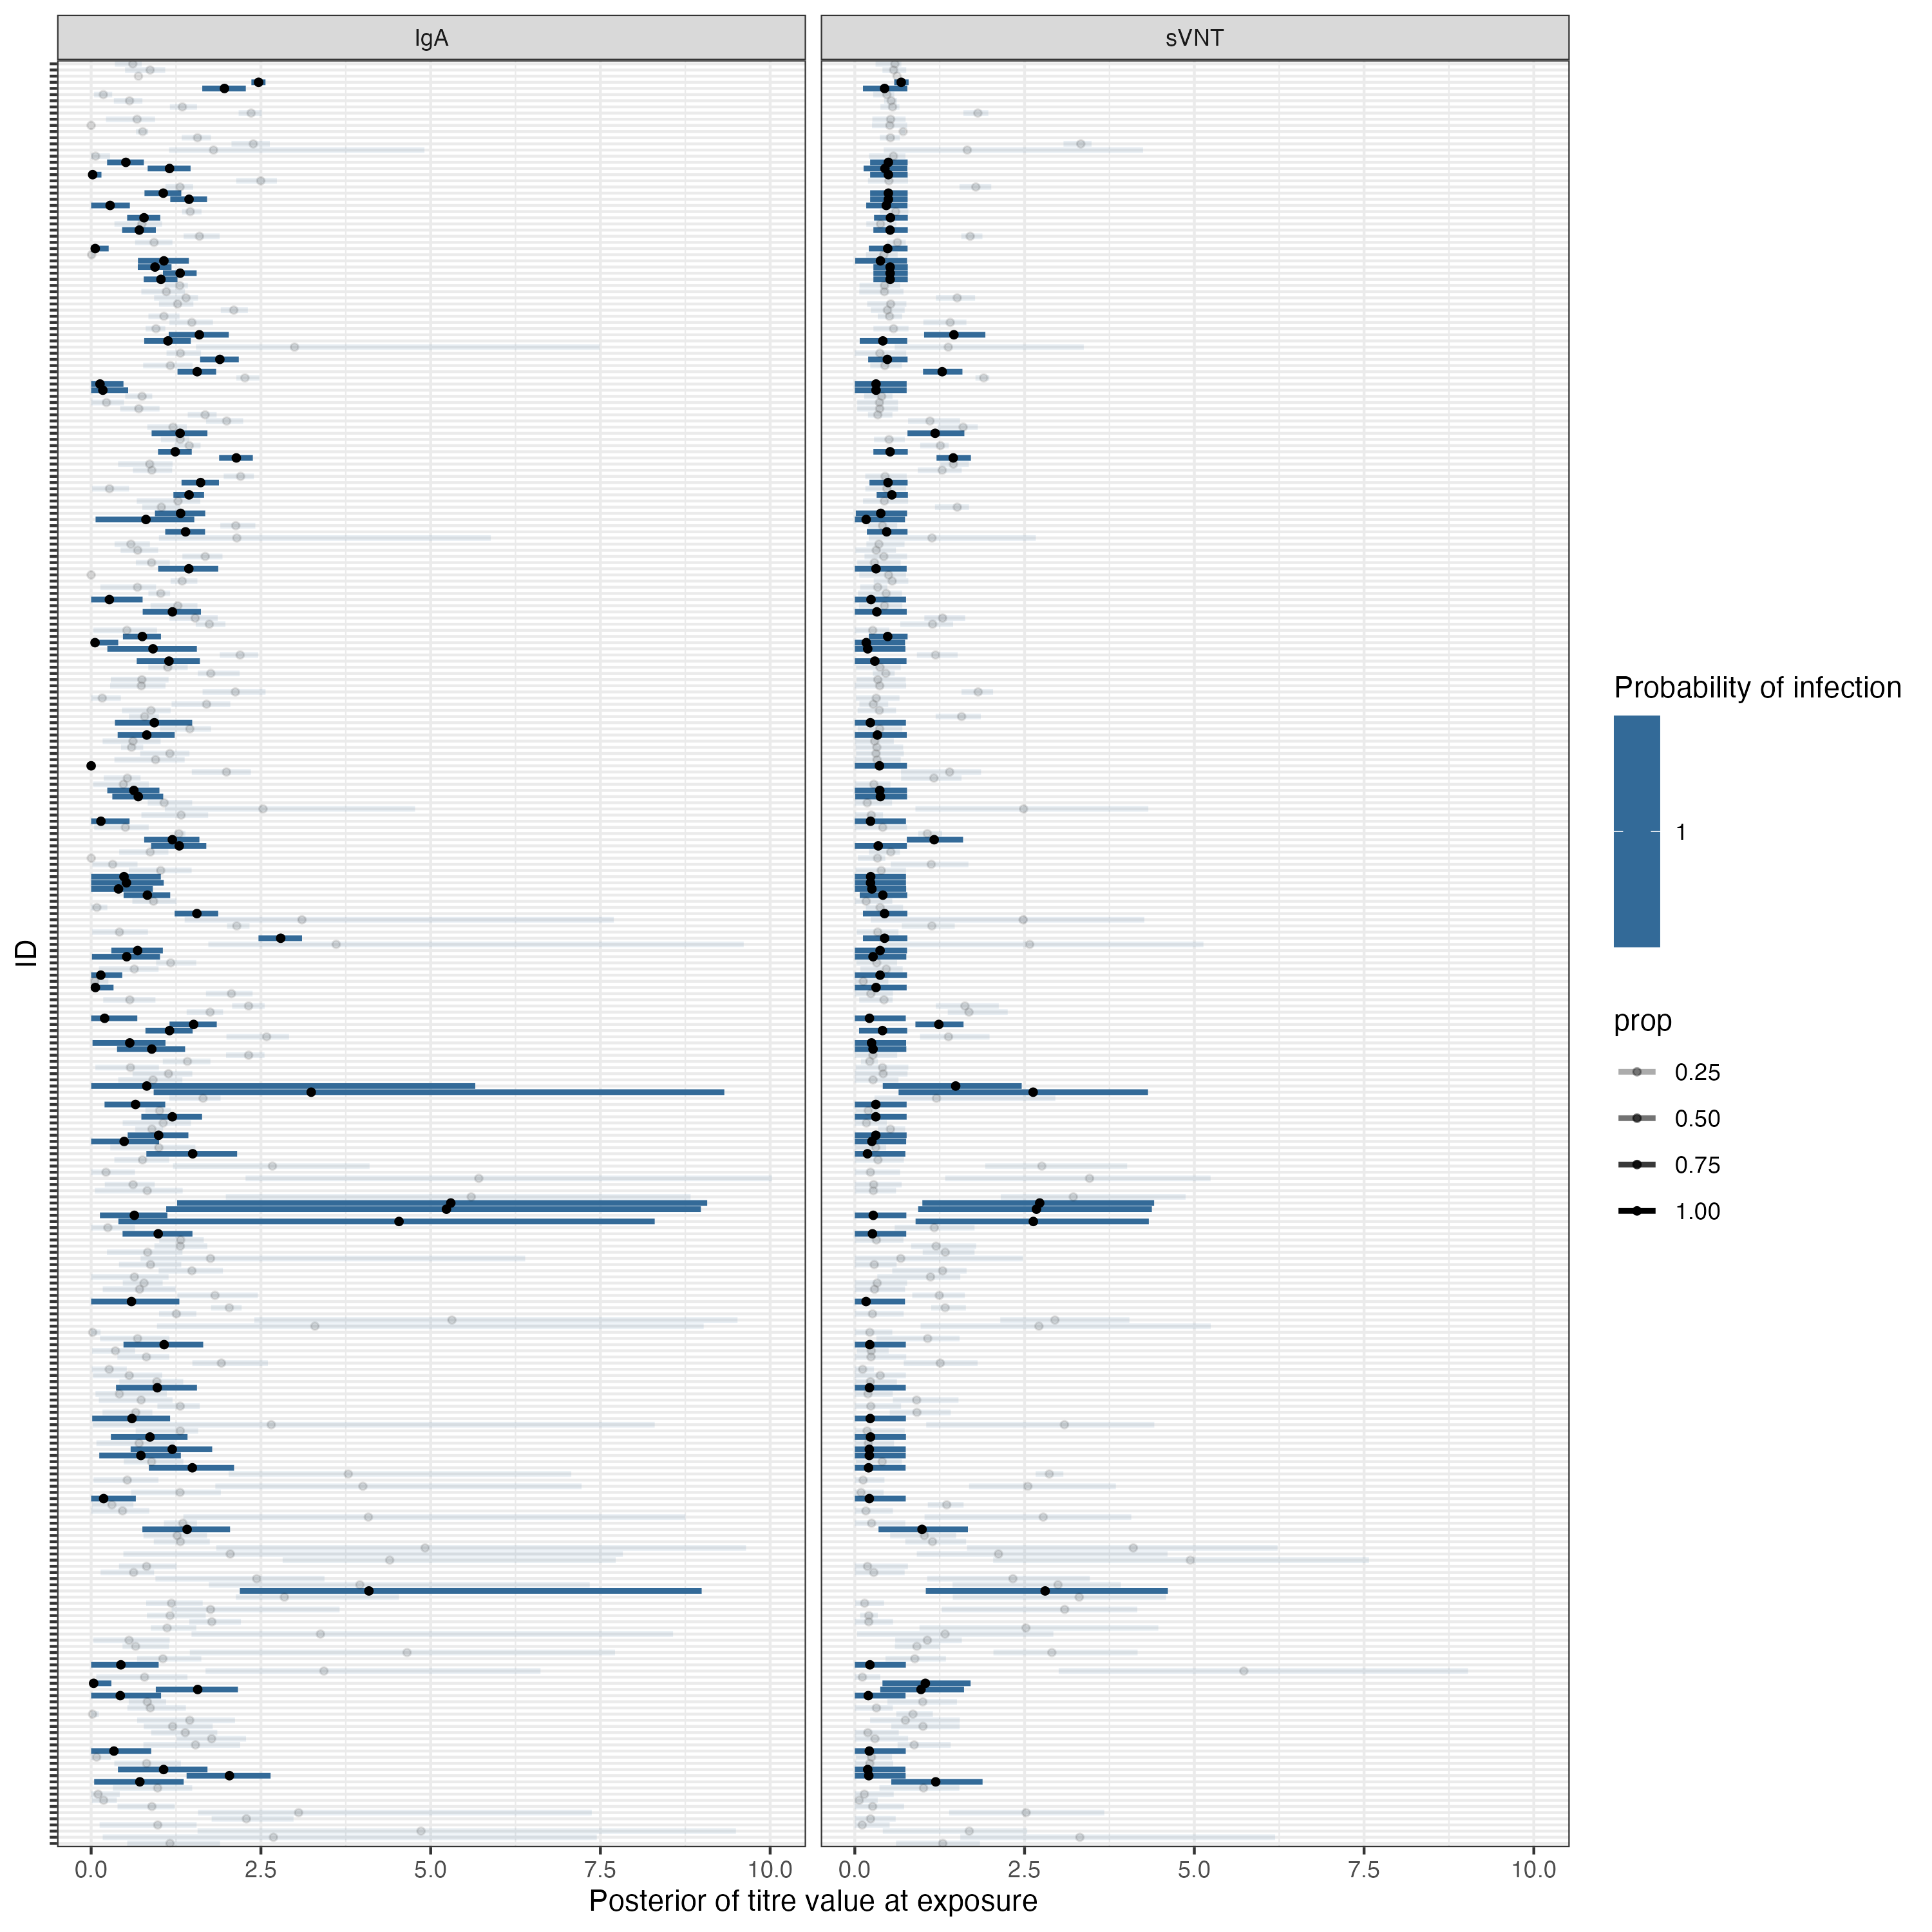 IgA
sVNT
ID
0.0 2.5 5.0 7.5 10.0
0.0 2.5 5.0 7.5 10.0
Posterior of titre value at exposure
Probability of infection
1
prop
0.25
0.50
0.75
1.00